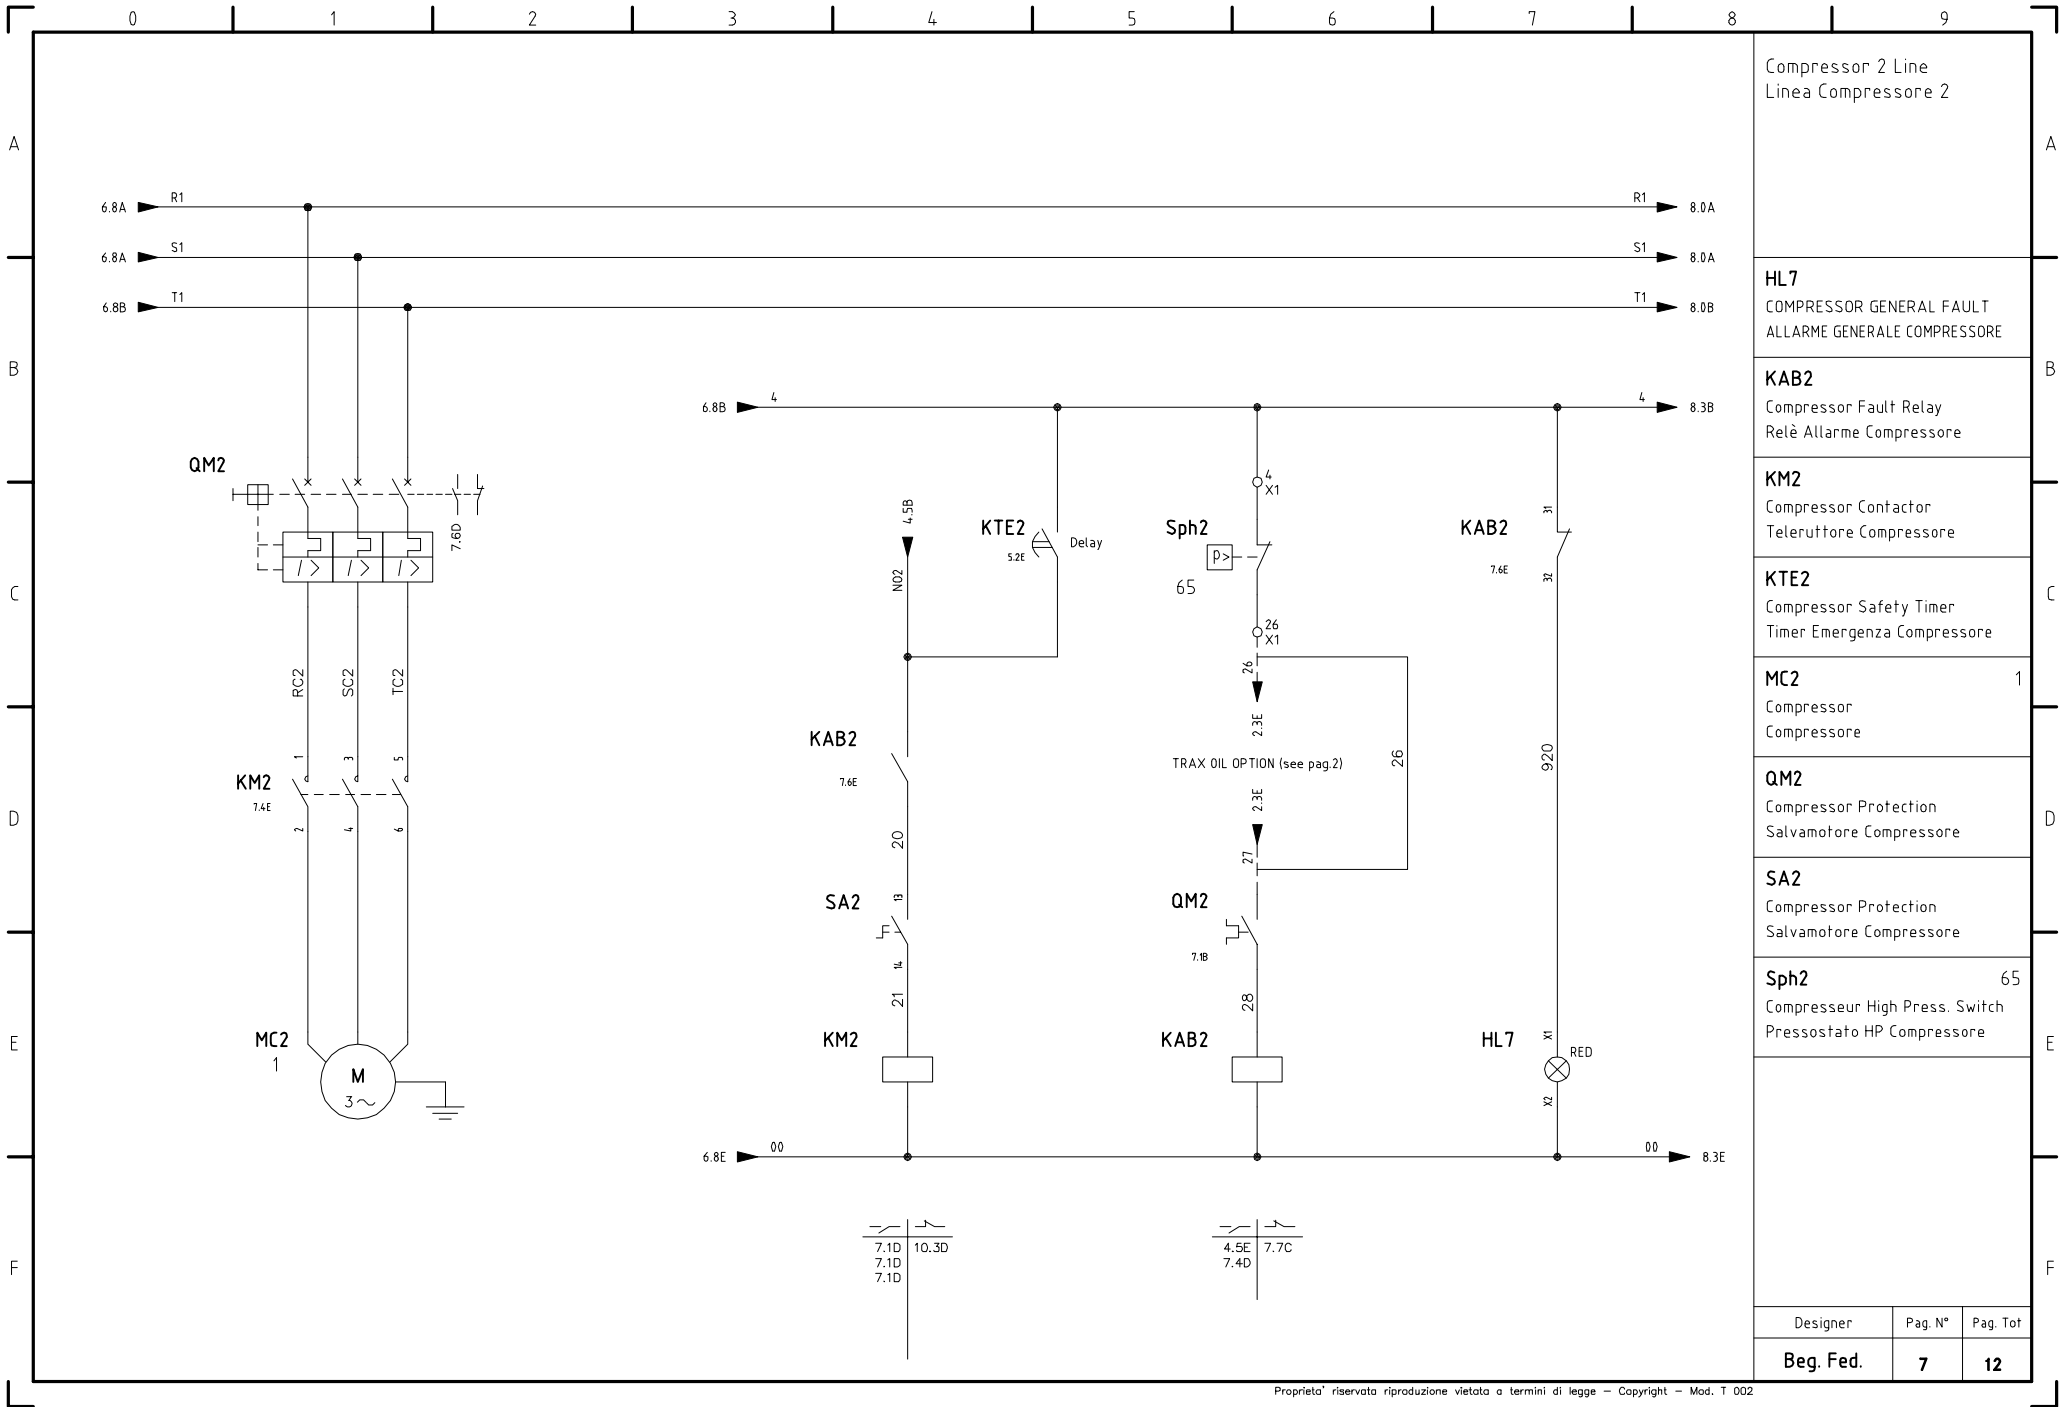 0 1 2 3 4 5 6 7 8 9
Compressor 2 Line
Linea Compressore 2
A A
6.8A R1 R1 8.0A
6.8A S1 S1 8.0A
6.8B T1 T1 8.0B
HL7
COMPRESSOR GENERAL FAULT
ALLARME GENERALE COMPRESSORE
B B
KAB2
Compressor Fault Relay
Relè Allarme Compressore
6.8B 4 4 8.3B
KM2
Compressor Contactor
Teleruttore Compressore
QM2
7.6D
4.5B
NO2
KTE2
5.2E
Delay
4
X1
Sph2
P>
65
26
X1
KAB2
7.6E
31
32
I> I> I>
C C
KTE2
Compressor Safety Timer
Timer Emergenza Compressore
RC2 SC2 TC2
26
2.3E
MC2 1
Compressor
Compressore
KAB2
7.6E
TRAX OIL OPTION (see pag.2)
26
920
1 3 5
KM2
7.4E
2 4 6
2.3E
27
20
QM2
Compressor Protection
Salvamotore Compressore
D D
SA2
13
14
21
QM2
7.1B
28
SA2
Compressor Protection
Salvamotore Compressore
Sph2 65
Compresseur High Press. Switch
Pressostato HP Compressore
E E
MC2
1
M
3~
KM2
KAB2
HL7
X1
RED
X2
6.8E 00 00 8.3E
7.1D 10.3D
7.1D
7.1D
4.5E 7.7C
7.4D
F F
Designer Pag. N° Pag. Tot
Beg. Fed. 7 12
Proprieta' riservata riproduzione vietata a termini di legge – Copyright – Mod. T 002